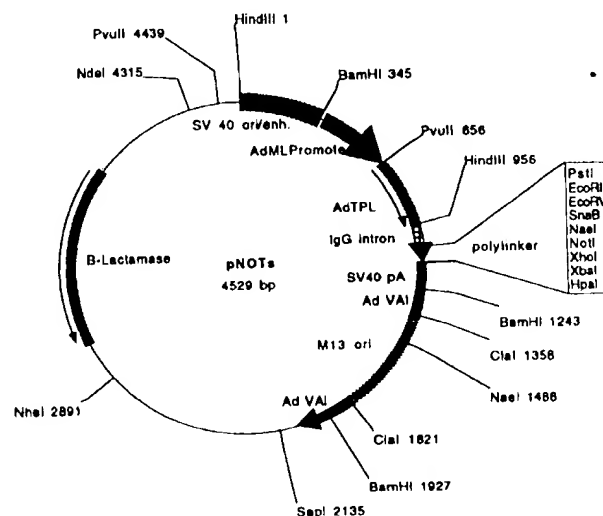 HindIII 1
PvuII 4439
NdeI 4315
BamHI 345
SV 40 ori/enh.
AdMLPromote
PvuII 656
HindIII 956
AdTPL
IgG intron
polylinker
PstI
EcoRI
EcoRV
SnaB
NaeI
NotI
XhoI
XbaI
HpaI
B-Lactamase
pNOTs
4529 bp
SV40 pA
Ad VAI
BamHI 1243
M13 ori
ClaI 1358
NaeI 1486
NheI 2891
Ad VAI
ClaI 1821
BamHI 1927
SapI 2135